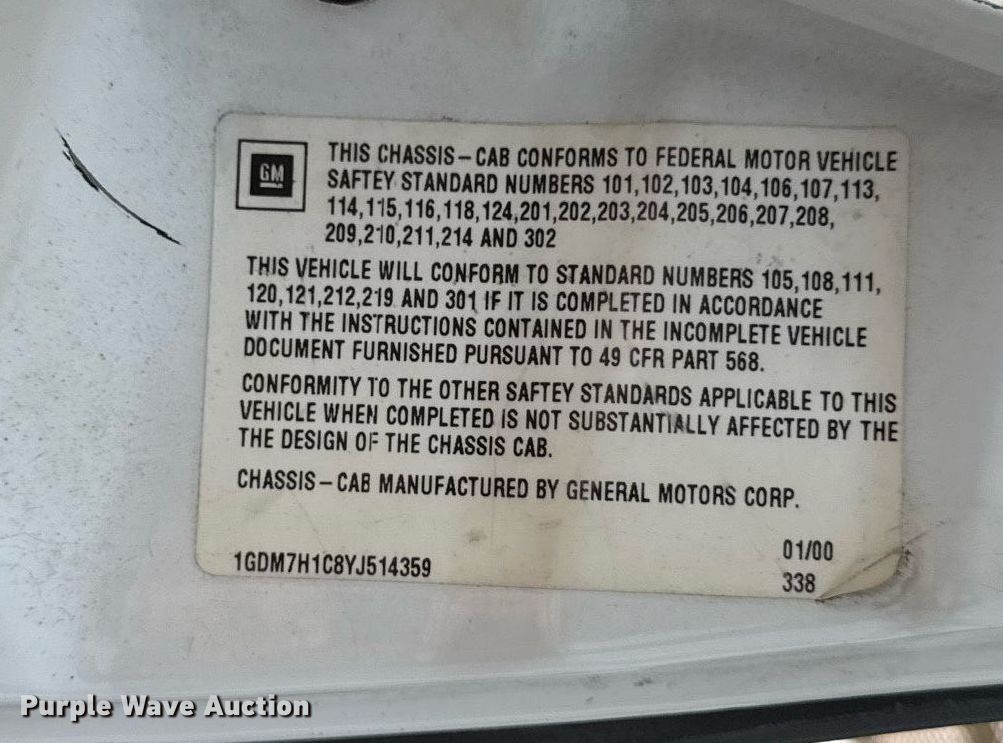 GM
THIS CHASSIS-CAB CONFORMS TO FEDERAL MOTOR VEHICLE
SAFTEY STANDARD NUMBERS 101,102,103,104,106,107,113,
114,115,116,118,124,201,202,203,204,205,206,207,208,
209,210,211,214 AND 302
THIS VEHICLE WILL CONFORM TO STANDARD NUMBERS 105,108,111,
120,121,212,219 AND 301 IF IT IS COMPLETED IN ACCORDANCE
WITH THE INSTRUCTIONS CONTAINED IN THE INCOMPLETE VEHICLE
DOCUMENT FURNISHED PURSUANT TO 49 CFR PART 568.
CONFORMITY TO THE OTHER SAFTEY STANDARDS APPLICABLE TO THIS
VEHICLE WHEN COMPLETED IS NOT SUBSTANTIALLY AFFECTED BY THE
THE DESIGN OF THE CHASSIS CAB.
CHASSIS-CAB MANUFACTURED BY GENERAL MOTORS CORP.
1GDM7H1C8YJ514359
01/00
338
Purple Wave Auction